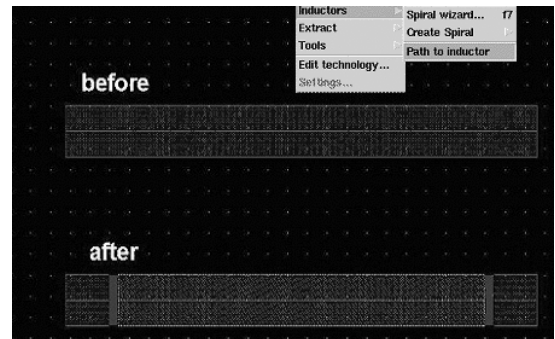 Inductors
Extract
Tools
Edit technology...
Settings...
Spiral wizard... f7
Create Spiral
Path to inductor
before
after